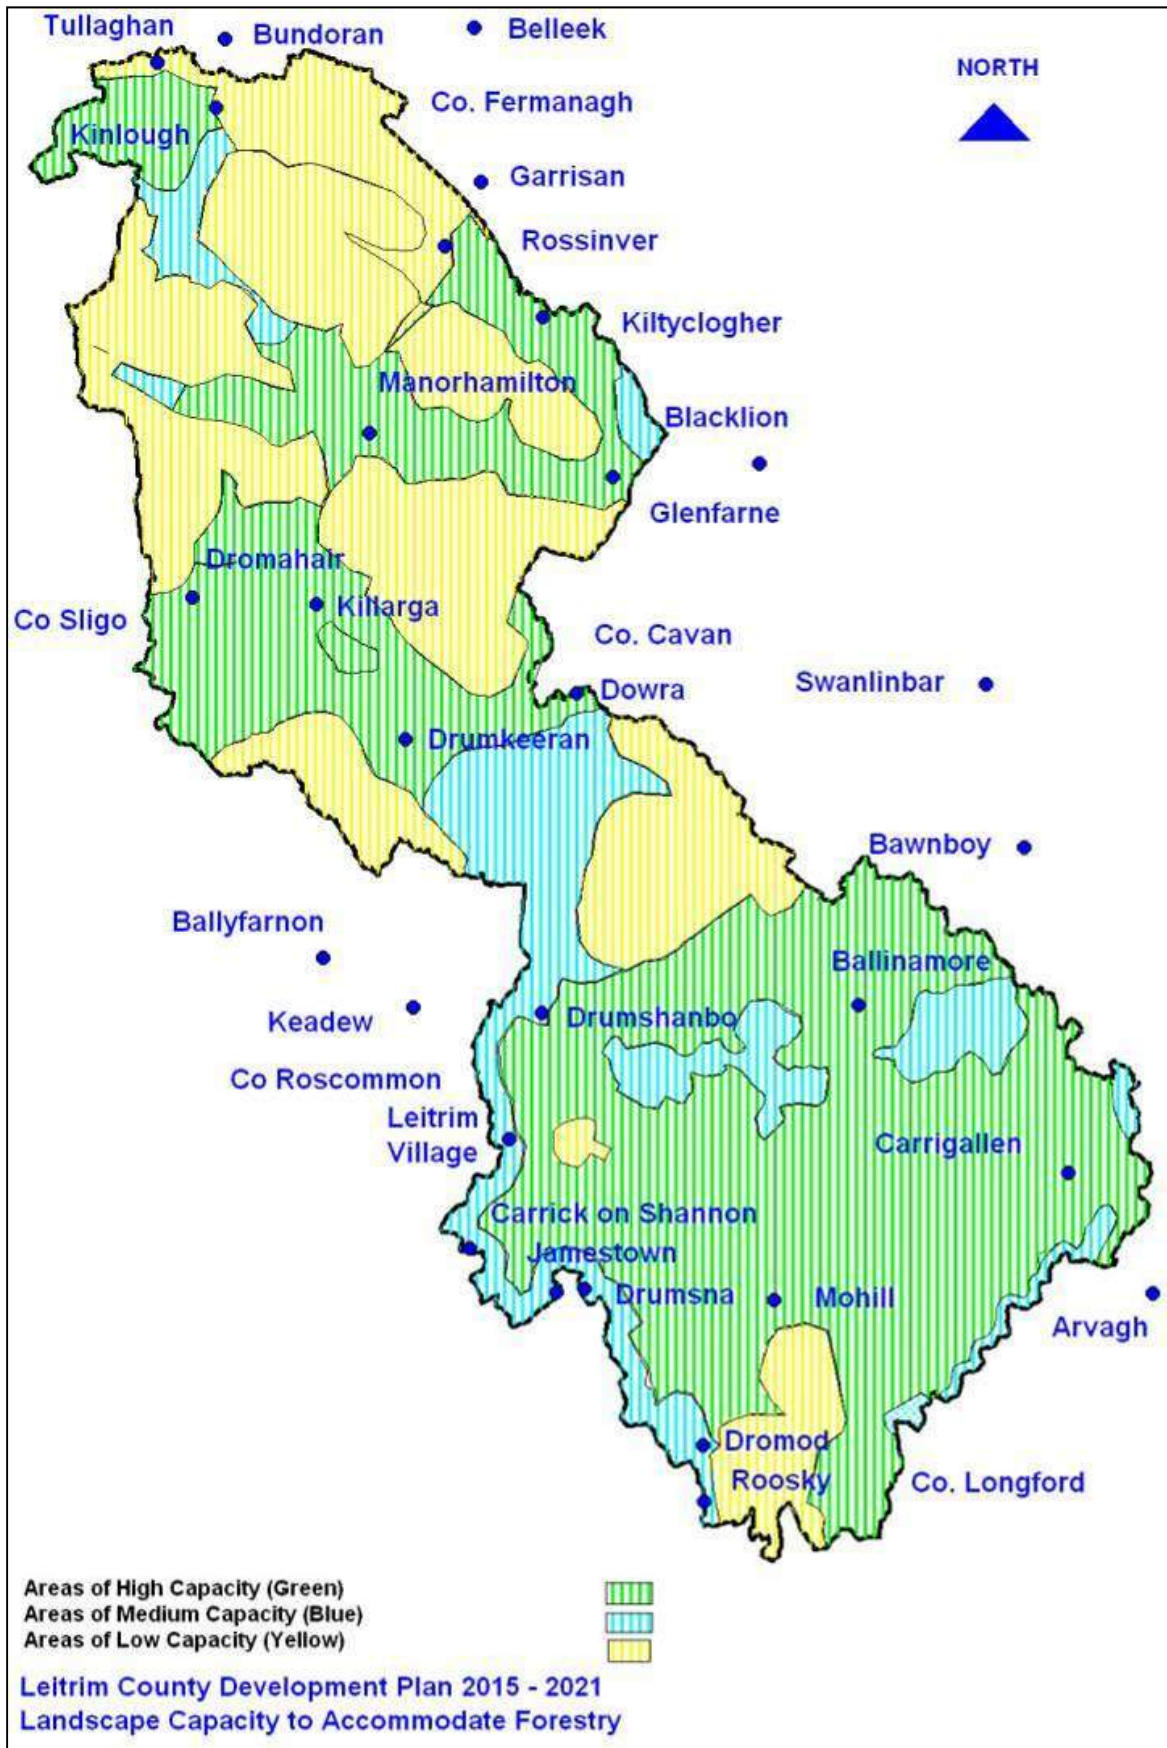 Tullaghan
Bundoran
Belleek
NORTH
Co. Fermanagh
Kinlough
Garrisan
Rossinver
Kiltyclogher
Manorhamilton
Blacklion
Glenfarne
Dromahair
Killarga
Co Sligo
Co. Cavan
Dowra
Swanlinbar
Drumkeeran
Bawnboy
Ballyfarnon
Ballinamore
Keadew
Drumshanbo
Co Roscommon
Leitrim
Village
Carrigallen
Carrick on Shannon
Jamestown
Drumsna
Mohill
Arvagh
Dromod
Roosky
Co. Longford
Areas of High Capacity (Green)
Areas of Medium Capacity (Blue)
Areas of Low Capacity (Yellow)
Leitrim County Development Plan 2015 - 2021
Landscape Capacity to Accommodate Forestry